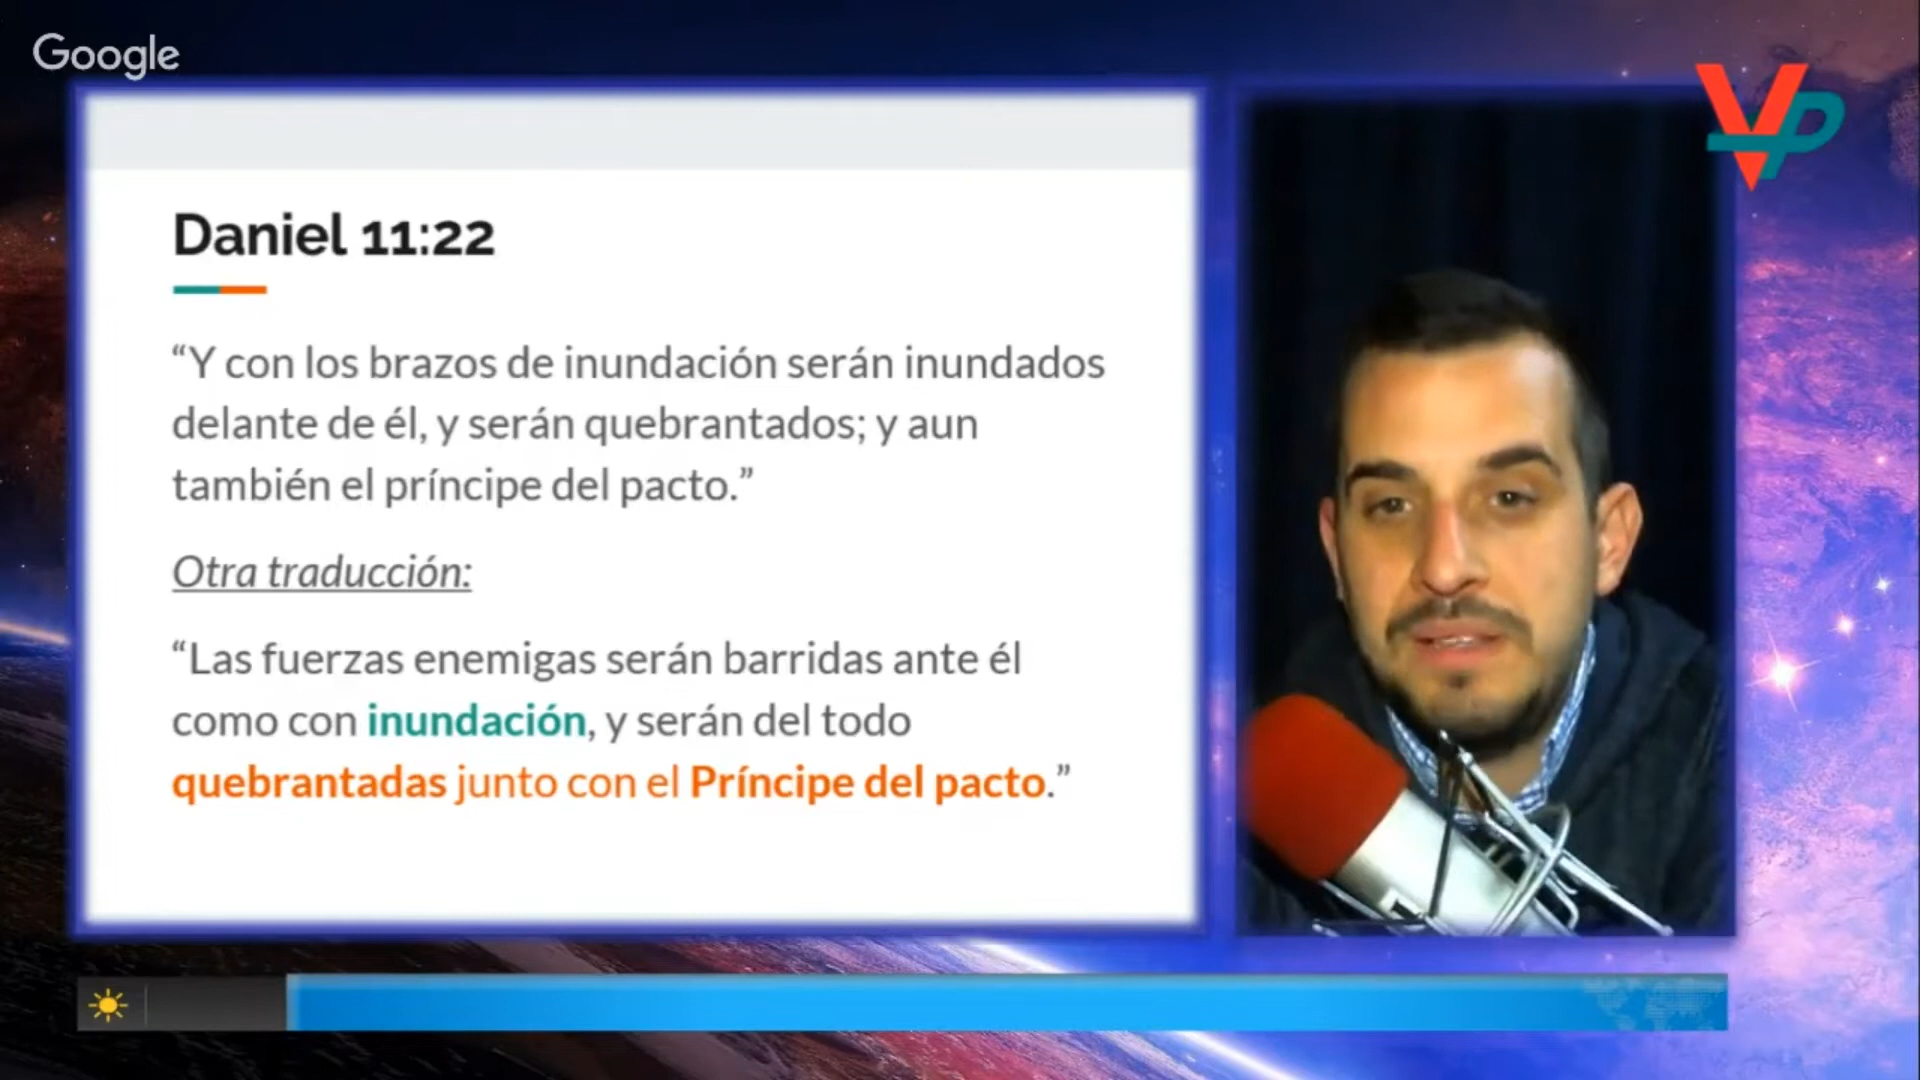 Google
VP
Daniel 11:22
“Y con los brazos de inundación serán inundados
delante de él, y serán quebrantados; y aun
también el príncipe del pacto.”
Otra traducción:
“Las fuerzas enemigas serán barridas ante él
como con inundación, y serán del todo
quebrantadas junto con el Príncipe del pacto.”